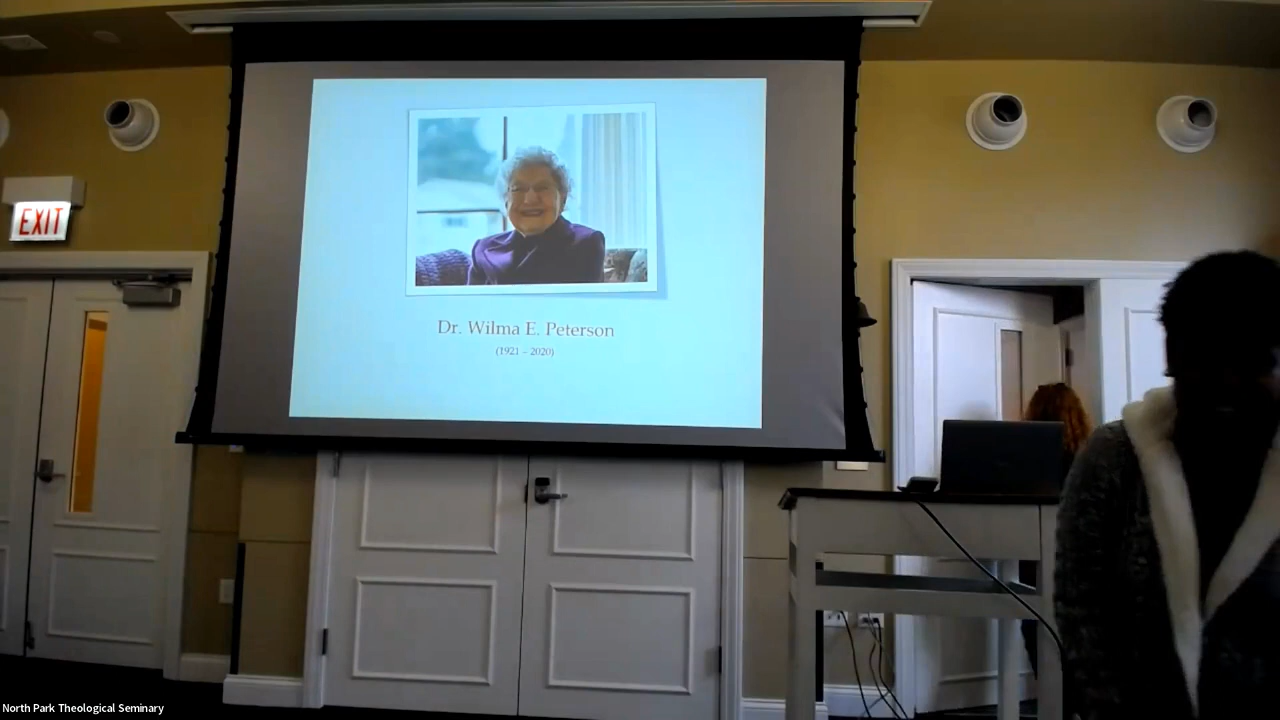 EXIT
Dr. Wilma E. Peterson
(1921 – 2020)
North Park Theological Seminary